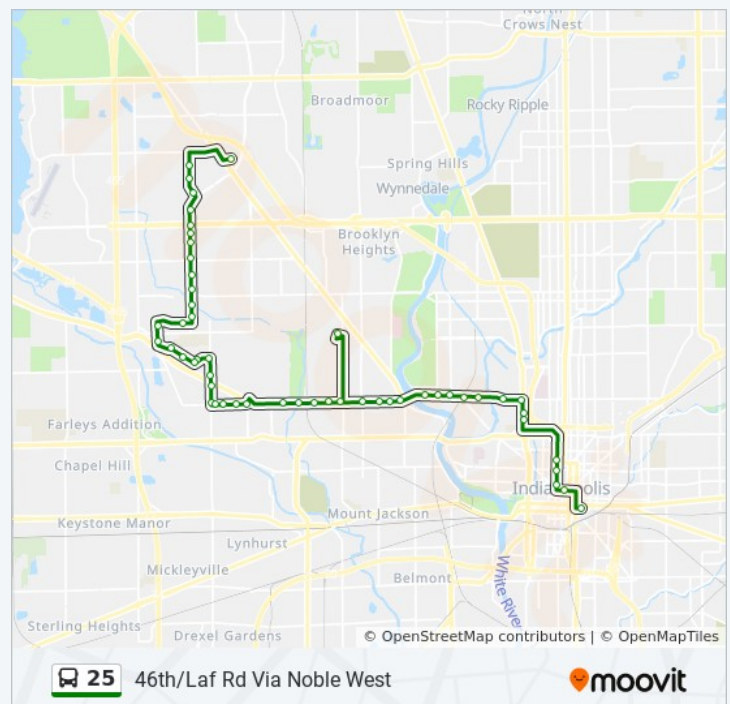 North
Crows Nest
Broadmoor
Rocky Ripple
Spring Hills
Wynnedale
Brooklyn
Heights
Farleys Addition
Chapel Hill
Indianapolis
Mount Jackson
Keystone Manor
Lynhurst
Mickleyville
Belmont
White River
Sterling Heights
Drexel Gardens
© OpenStreetMap contributors | © OpenMapTiles
25 46th/Laf Rd Via Noble West
moovit